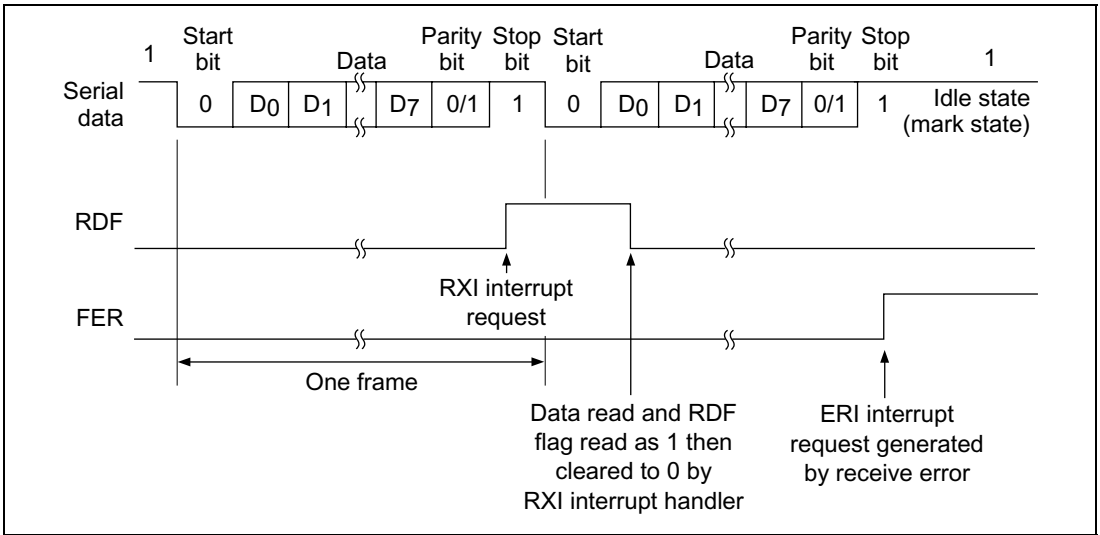 1 Start bit Data Parity bit Stop bit Start bit Data Parity bit Stop bit 1
Serial data 0 D0 D1 D7 0/1 1 0 D0 D1 D7 0/1 1 Idle state (mark state)
RDF
RXI interrupt
request
FER
One frame
Data read and RDF
flag read as 1 then
cleared to 0 by
RXI interrupt handler
ERI interrupt
request generated
by receive error